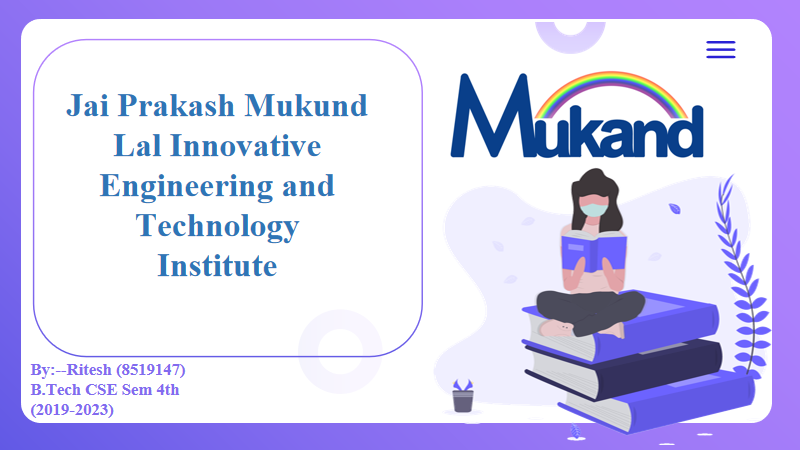 Jai Prakash Mukund
Lal Innovative
Engineering and
Technology
Institute
Mukand
By:--Ritesh (8519147)
B.Tech CSE Sem 4th
(2019-2023)